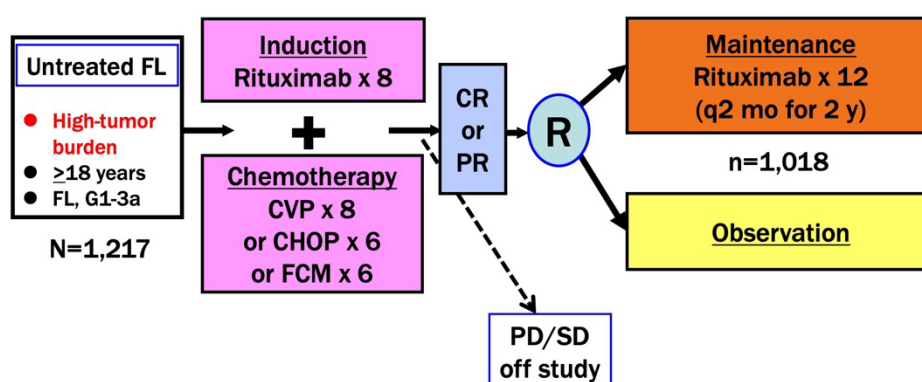 Untreated FL
● High-tumor
burden
● ≥18 years
● FL, G1-3a
N=1,217
Induction
Rituximab x 8
+
Chemotherapy
CVP x 8
or CHOP x 6
or FCM x 6
CR
or
PR
PD/SD
off study
R
Maintenance
Rituximab x 12
(q2 mo for 2 y)
n=1,018
Observation